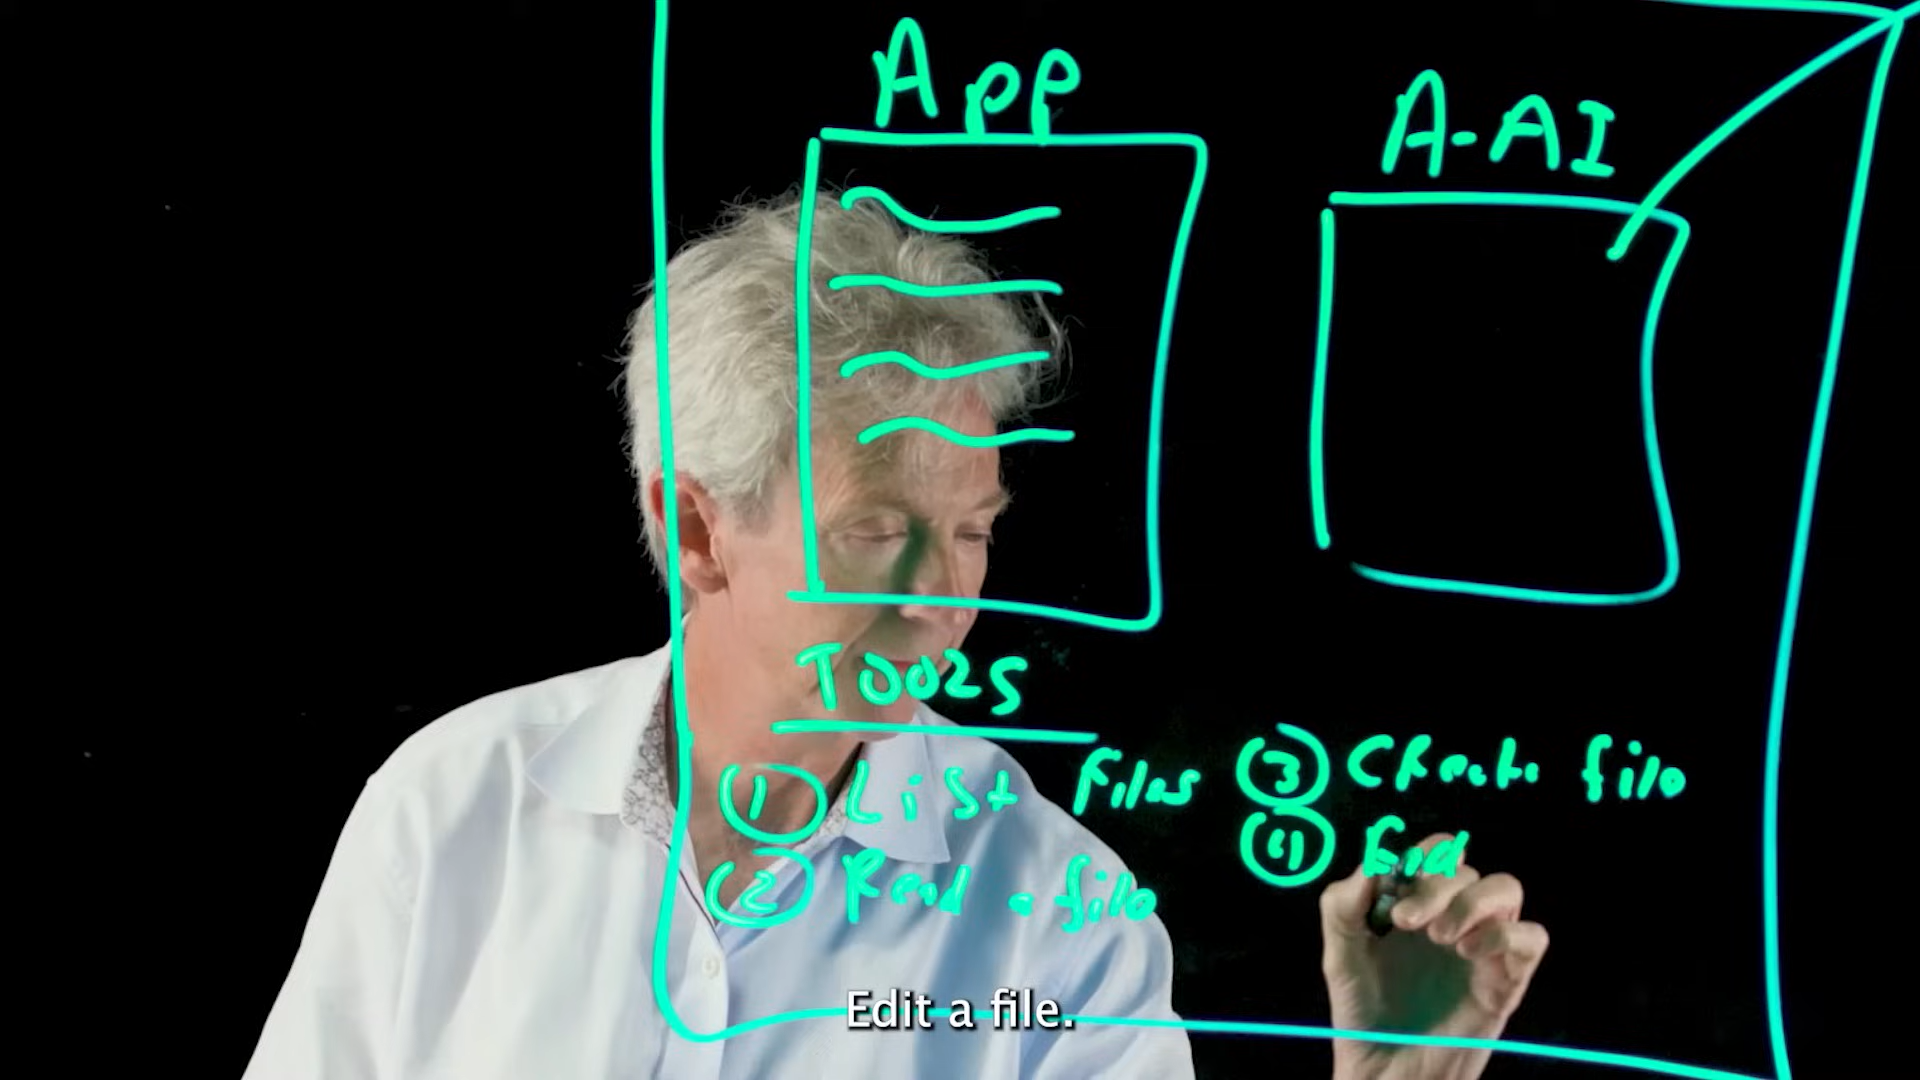 App
A-AI
TOOLS
① List files
② Read a file
③ Create file
④ Ed
Edit a file.